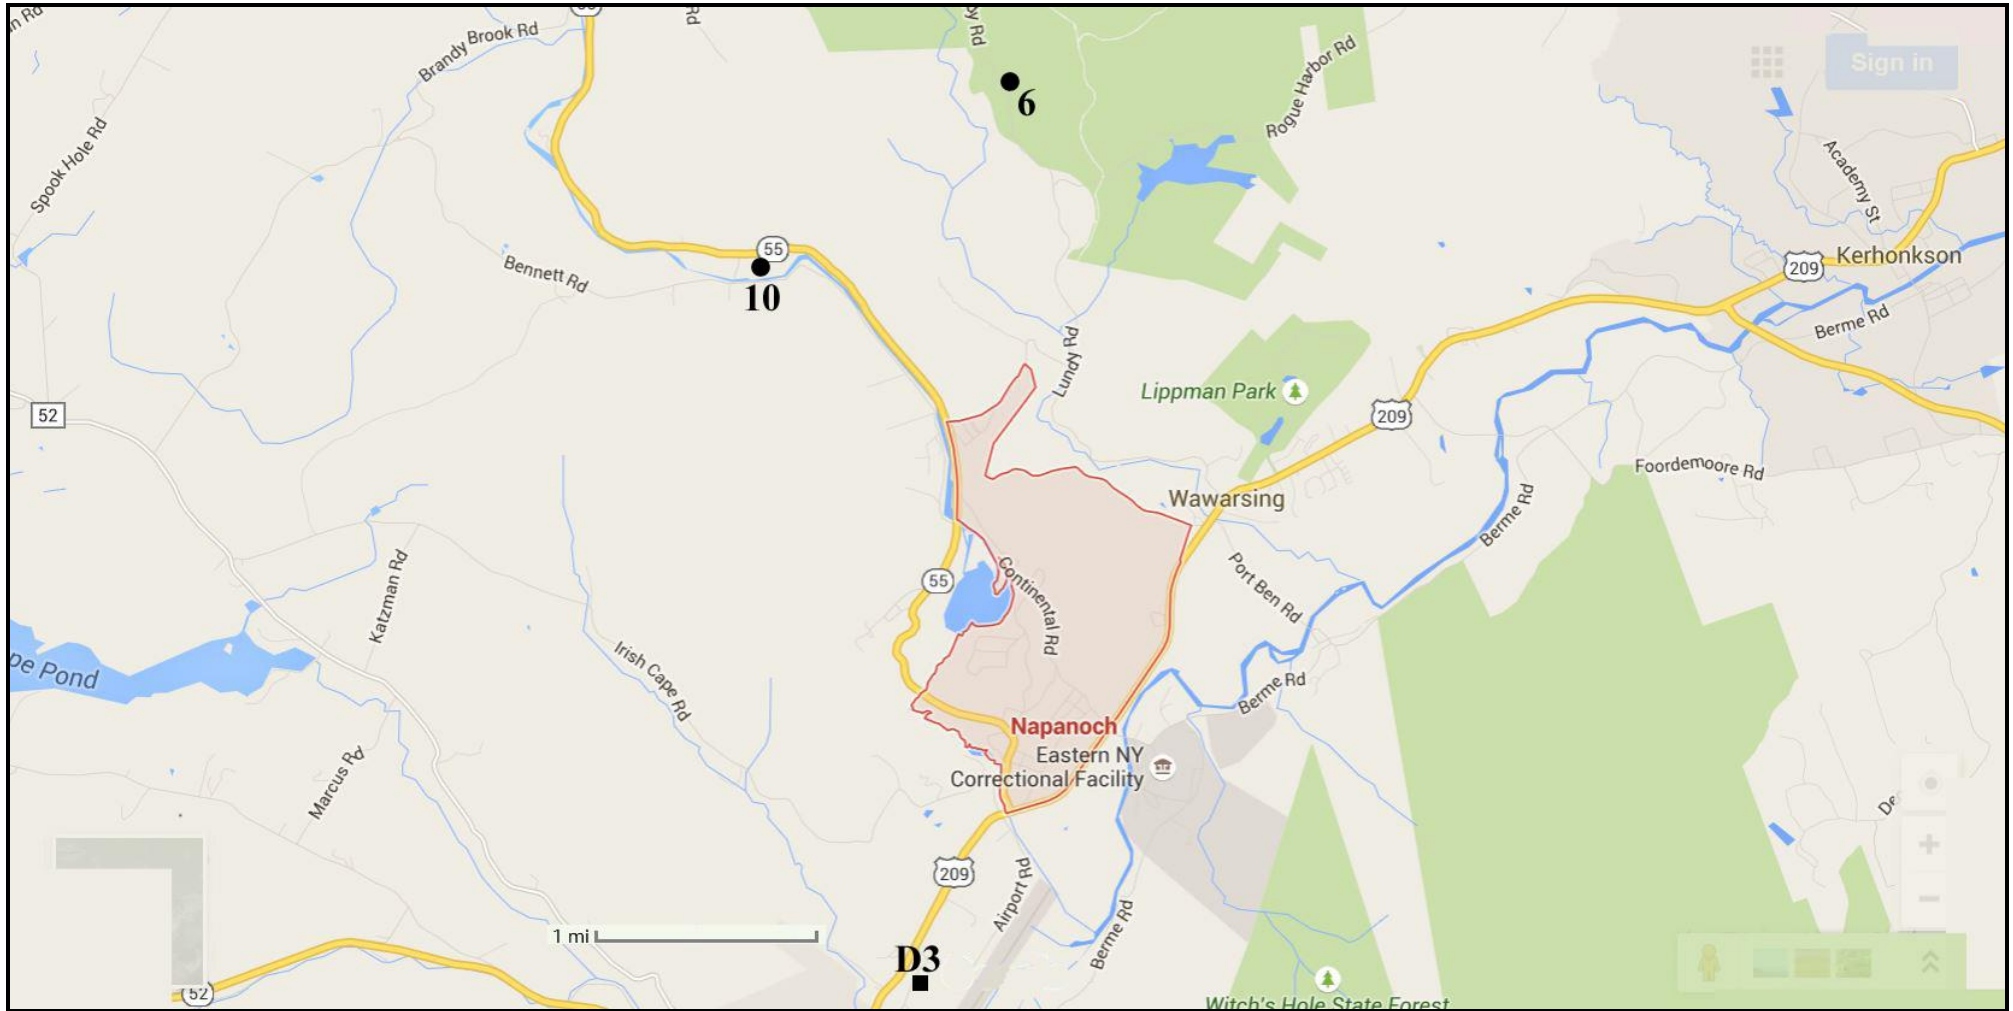 Brandy Brook Rd
Rd
Rogue Harbor Rd
Sign in
6
Spook Hole Rd
Academy St
55
Bennett Rd
10
209
Kerhonkson
Berme Rd
Lundy Rd
Lippman Park
52
209
Foordemoore Rd
Wawarsing
Berme Rd
Katzman Rd
55
Continental Rd
Port Ben Rd
pe Pond
Irish Cape Rd
Berme Rd
Napanoch
Eastern NY
Correctional Facility
Marcus Rd
209
Airport Rd
1 mi
Berme Rd
D3
52
Witch's Hole State Forest